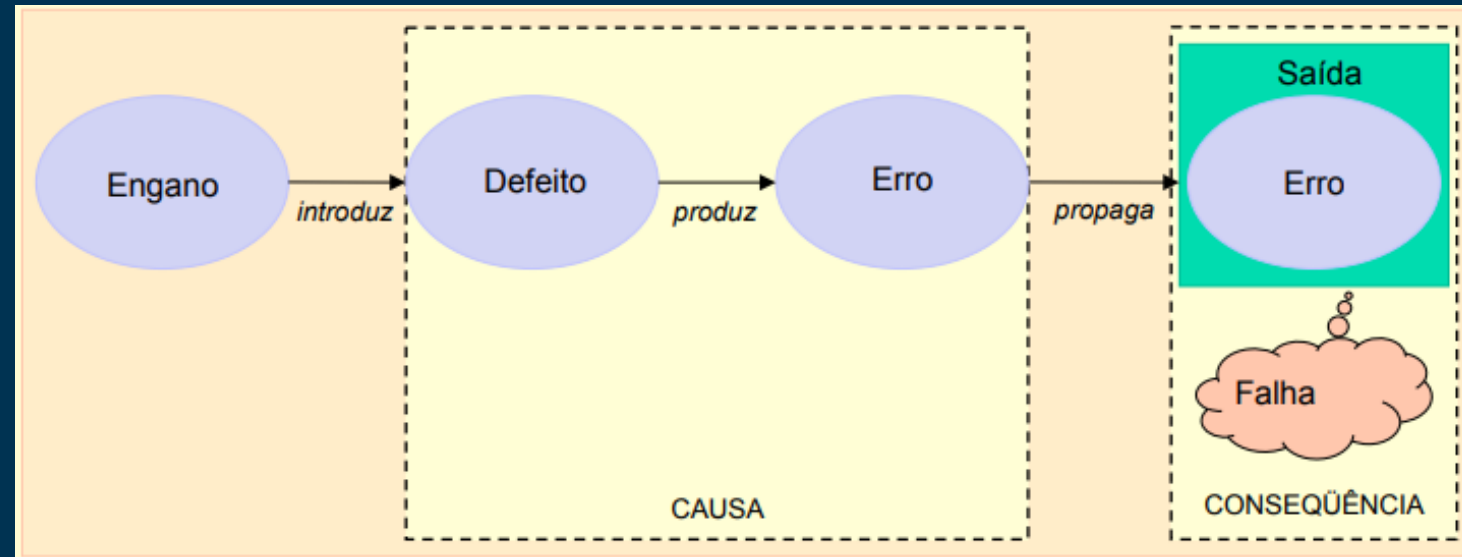 Engano
introduz
Defeito
produz
Erro
propaga
Saída
Erro
Falha
CAUSA
CONSEQÜÊNCIA